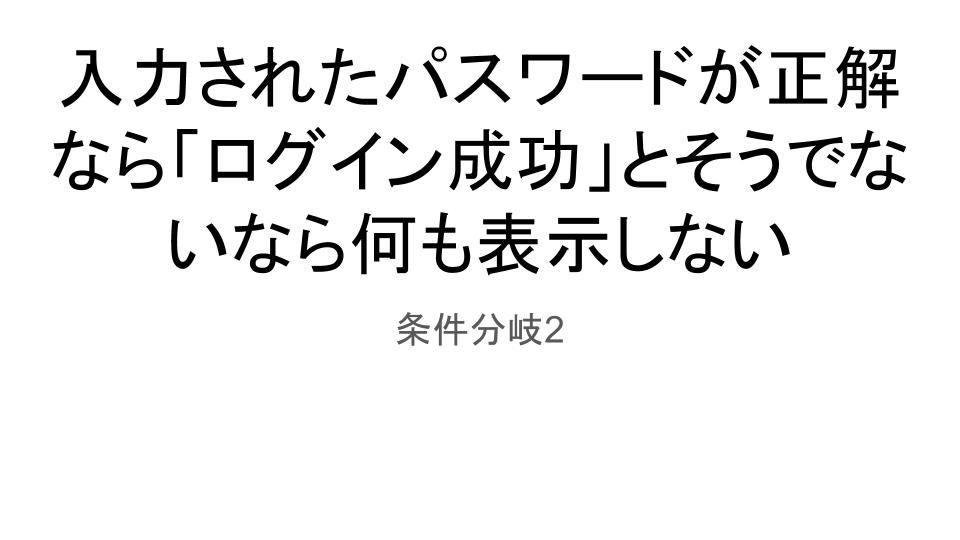 入力されたパスワードが正解
なら｢ログイン成功｣とそうでな
いなら何も表示しない
条件分岐2